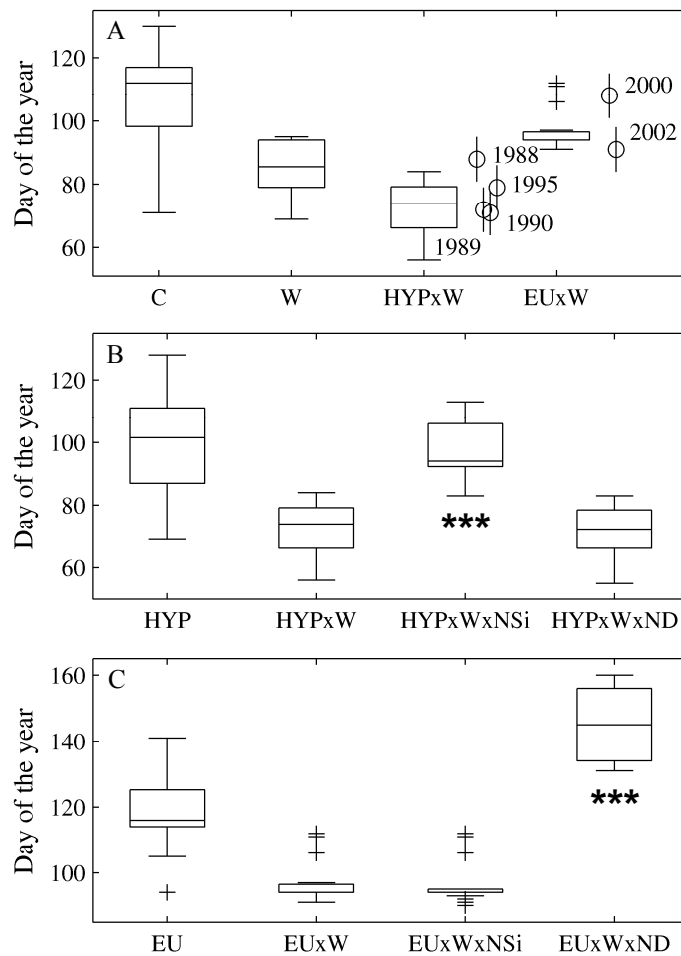 A
Day of the year
120
100
80
60
2000
2002
1988
1995
1990
1989
C W HYPxW EUxW
B
Day of the year
120
100
80
60
***
HYP HYPxW HYPxWxNSi HYPxWxND
C
Day of the year
160
140
120
100
***
EU EUxW EUxWxNSi EUxWxND